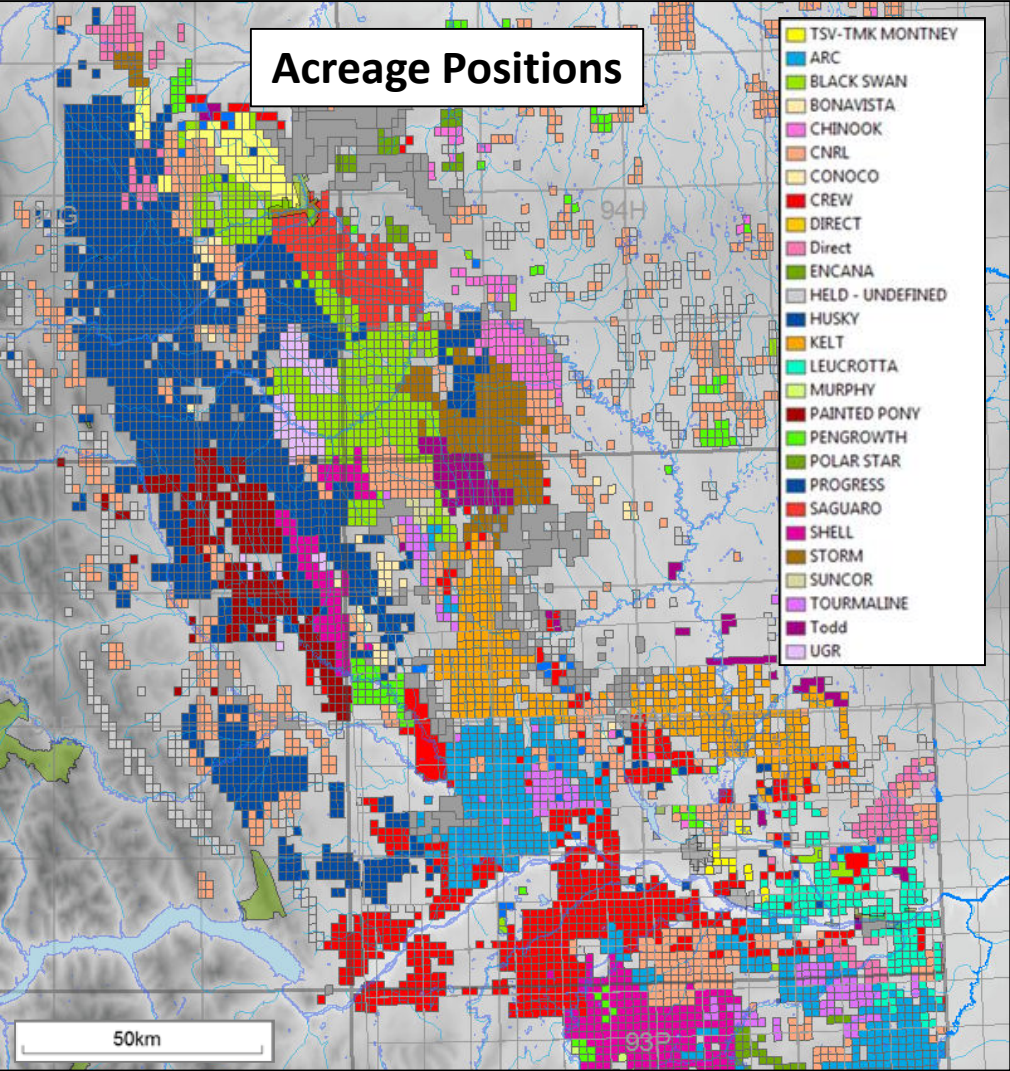 Acreage Positions
TSV-TMK MONTNEY
ARC
BLACK SWAN
BONAVISTA
CHINOOK
CNRL
CONOCO
CREW
DIRECT
Direct
ENCANA
HELD - UNDEFINED
HUSKY
KELT
LEUCROTTA
MURPHY
PAINTED PONY
PENGROWTH
POLAR STAR
PROGRESS
SAGUARO
SHELL
STORM
SUNCOR
TOURMALINE
Todd
UGR
94H
93P
50km